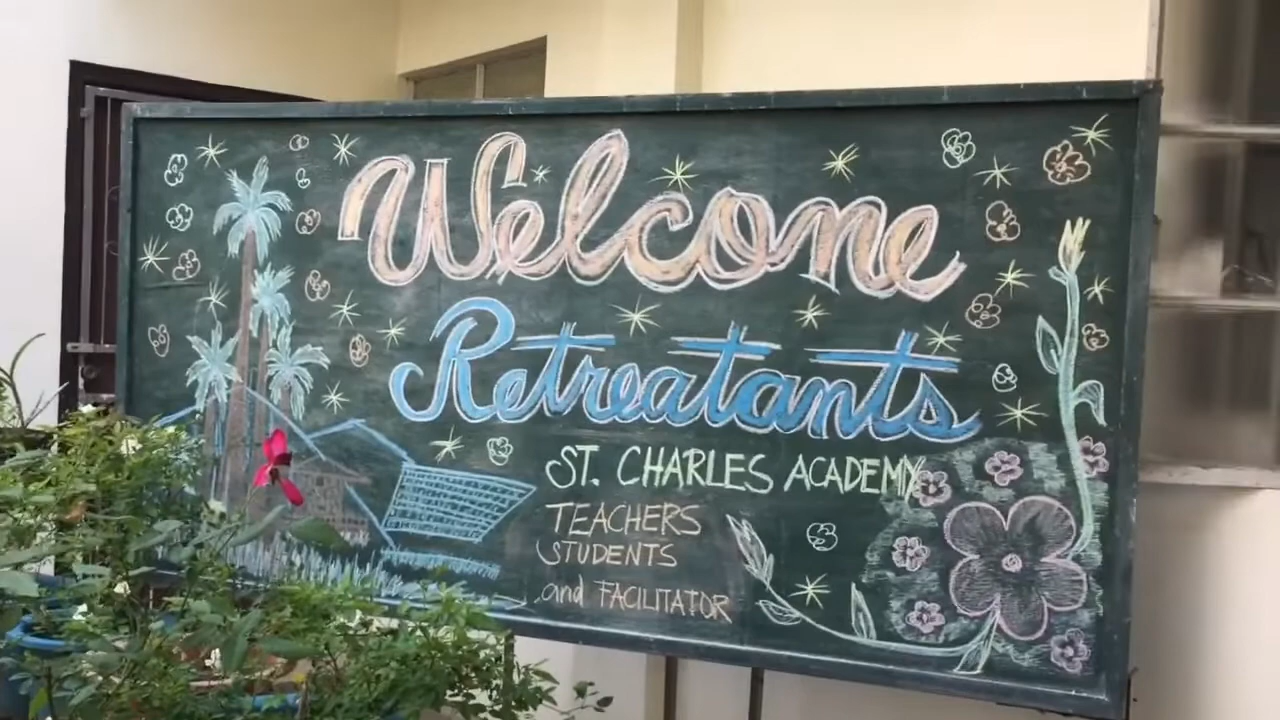 Welcome
Retreatants
ST. CHARLES ACADEMY
TEACHERS
STUDENTS
and FACILITATOR